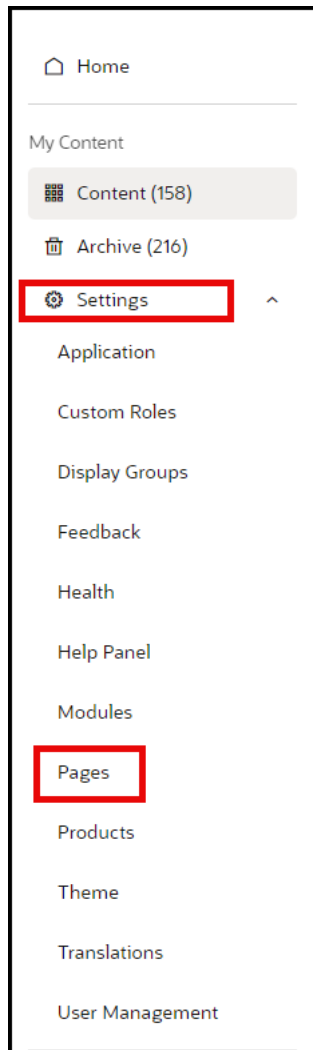 Home
My Content
Content (158)
Archive (216)
Settings
Application
Custom Roles
Display Groups
Feedback
Health
Help Panel
Modules
Pages
Products
Theme
Translations
User Management